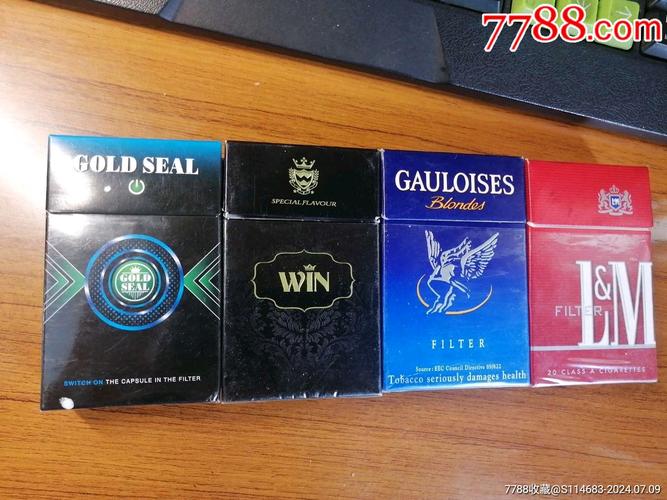 7788.com
GOLD SEAL
GOLD
SEAL
SWITCH ON THE CAPSULE IN THE FILTER
SPECIAL FLAVOUR
WIN
GAULOISES
Blondes
FILTER
Source: EEC Council Directive 89/622
Tobacco seriously damages health
LM
L&M
FILTER
20 CLASS A CIGARETTES
7788收藏@S114683-2024.07.09